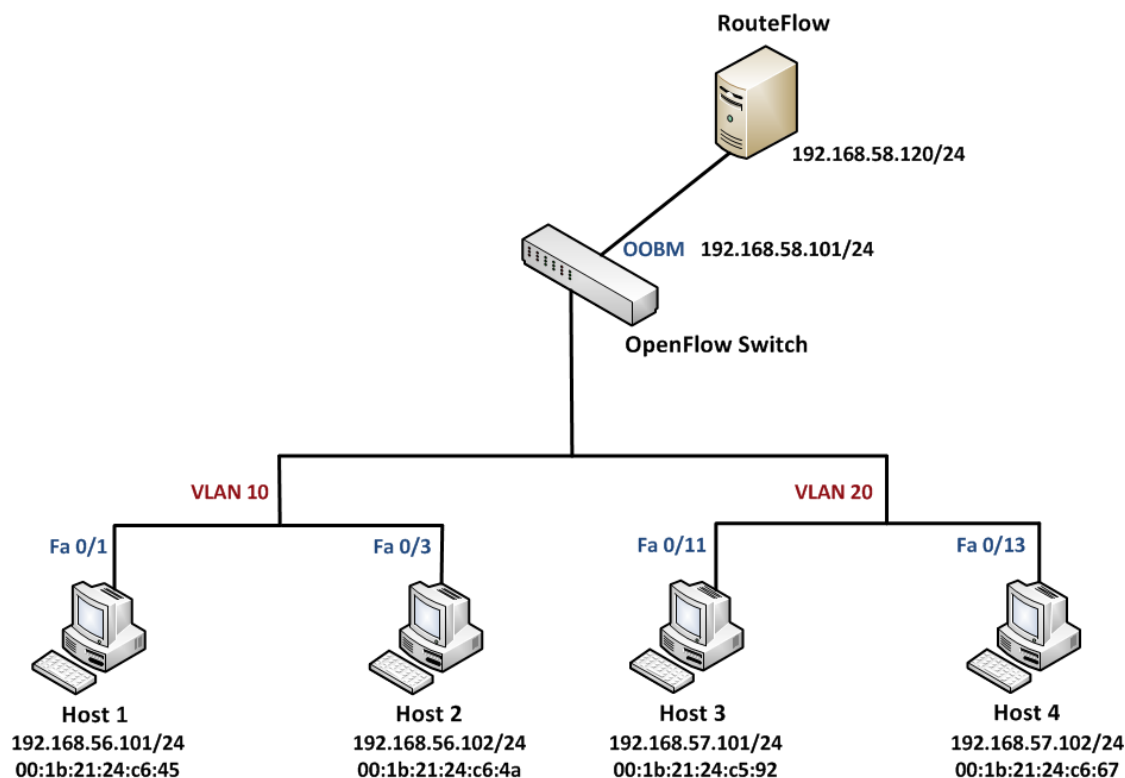 RouteFlow
192.168.58.120/24
OOBM 192.168.58.101/24
OpenFlow Switch
VLAN 10
VLAN 20
Fa 0/1
Fa 0/3
Fa 0/11
Fa 0/13
Host 1
192.168.56.101/24
00:1b:21:24:c6:45
Host 2
192.168.56.102/24
00:1b:21:24:c6:4a
Host 3
192.168.57.101/24
00:1b:21:24:c5:92
Host 4
192.168.57.102/24
00:1b:21:24:c6:67